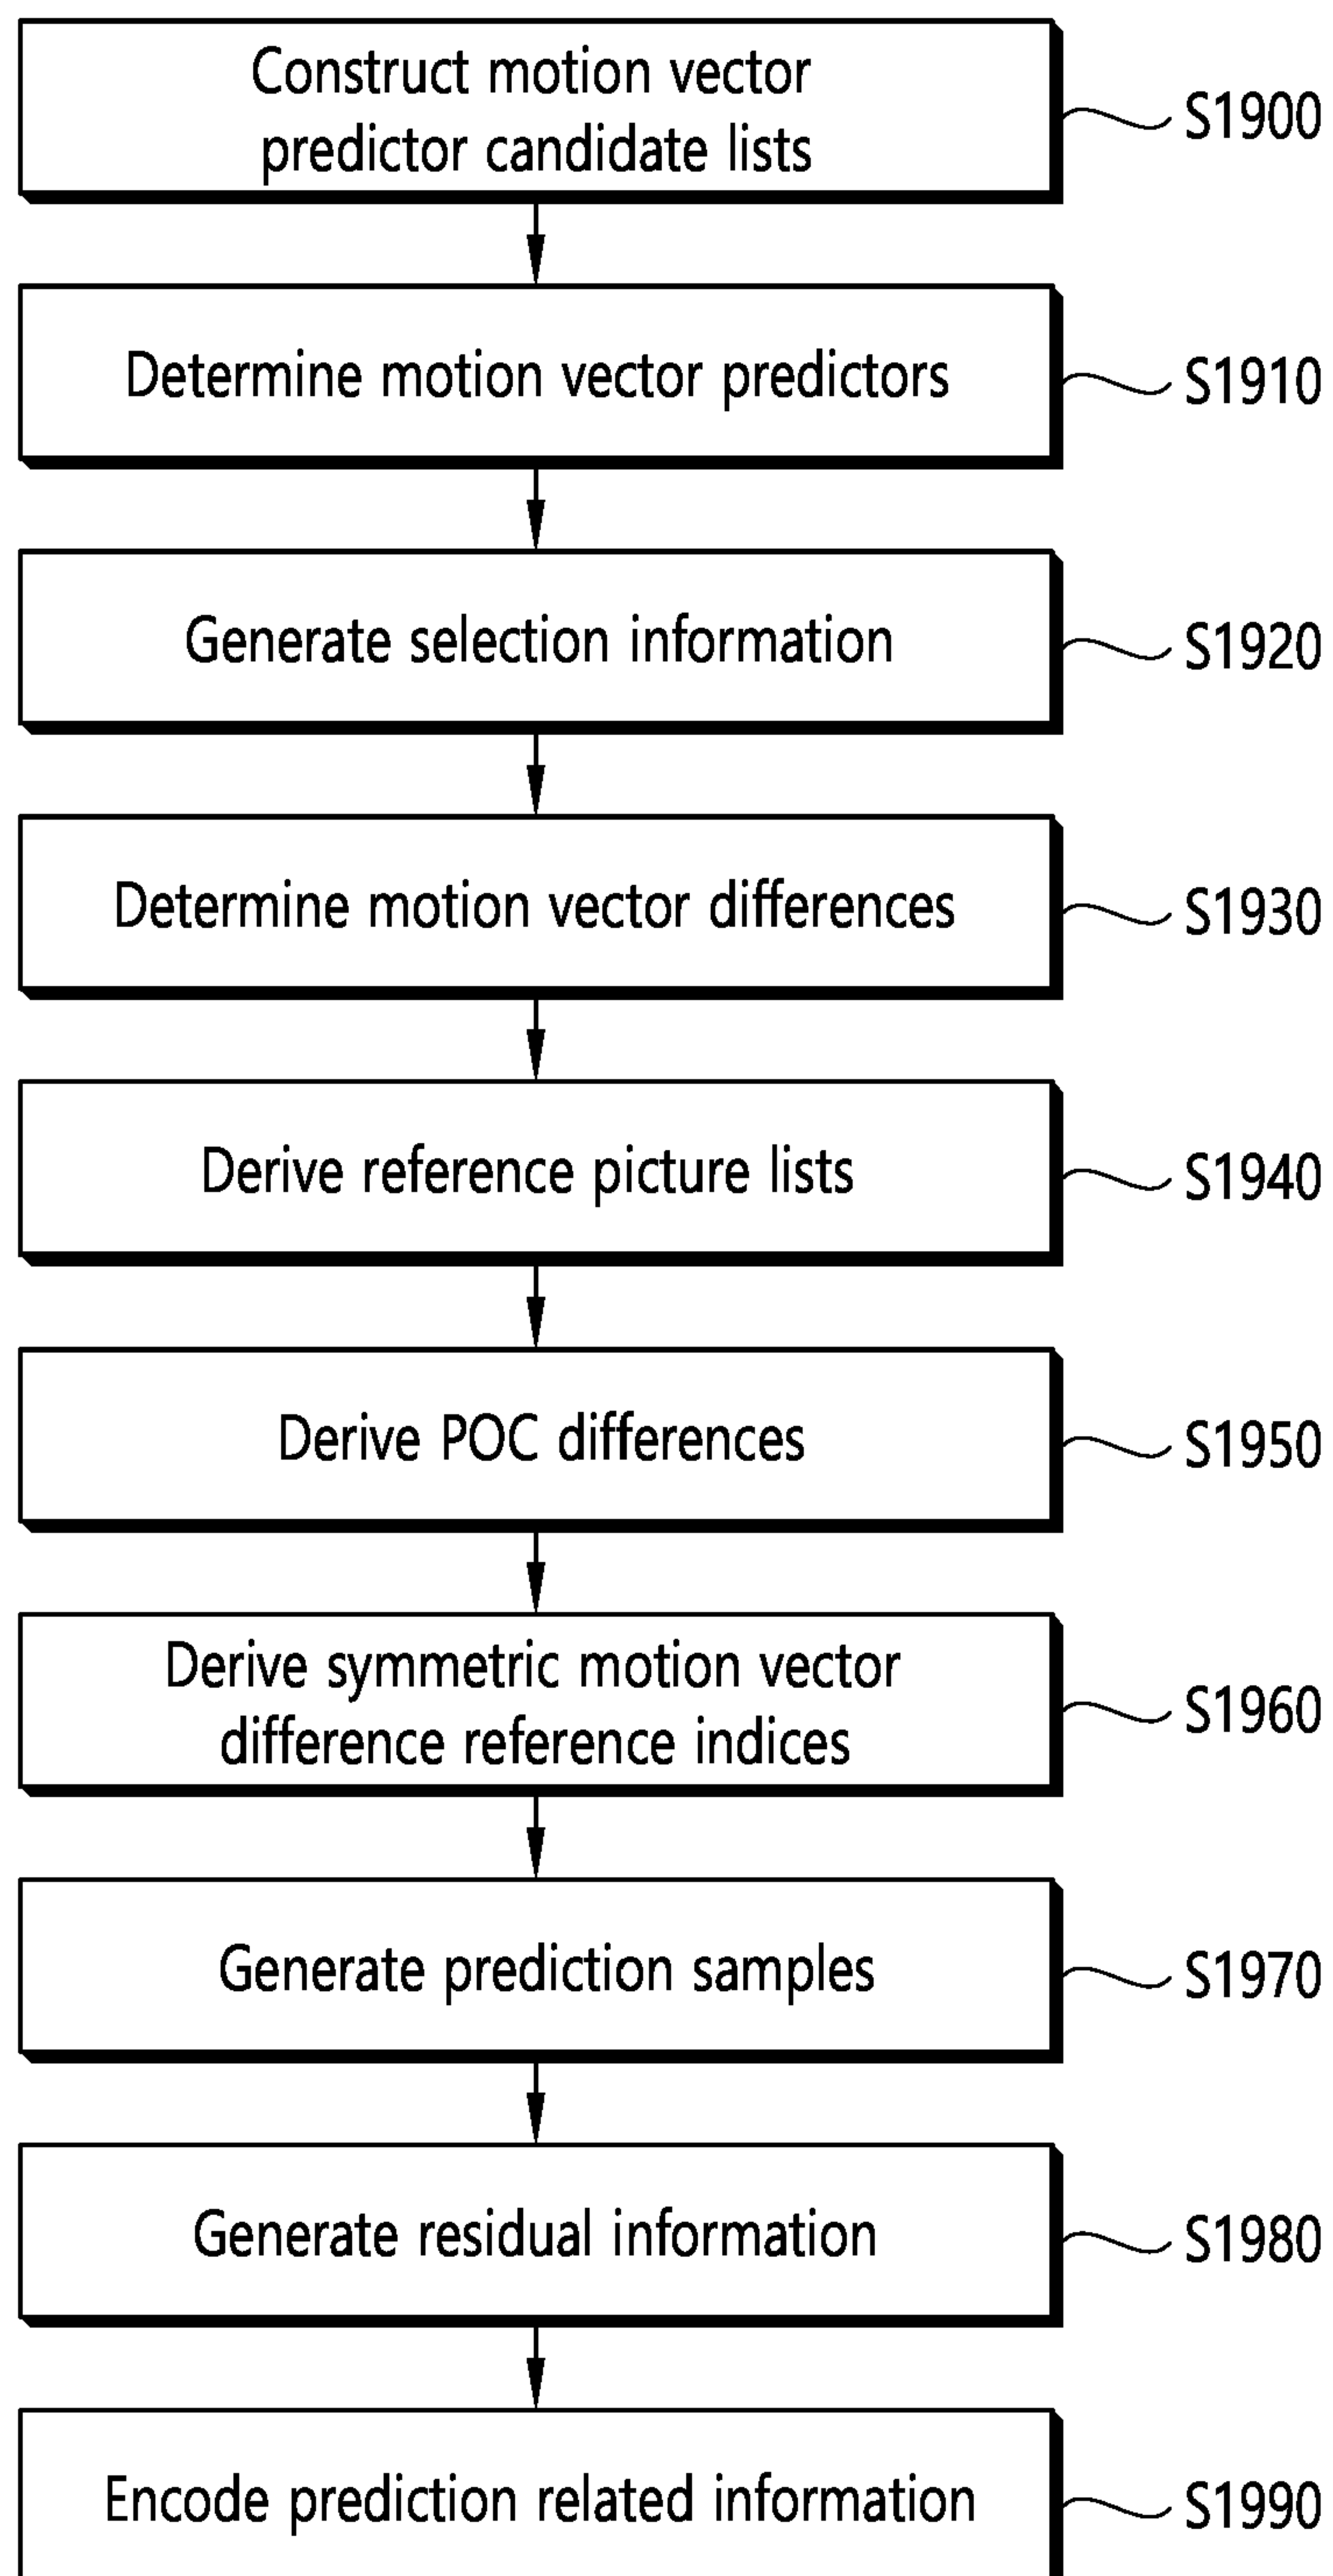 Construct motion vector
predictor candidate lists
S1900
Determine motion vector predictors
S1910
Generate selection information
S1920
Determine motion vector differences
S1930
Derive reference picture lists
S1940
Derive POC differences
S1950
Derive symmetric motion vector
difference reference indices
S1960
Generate prediction samples
S1970
Generate residual information
S1980
Encode prediction related information
S1990